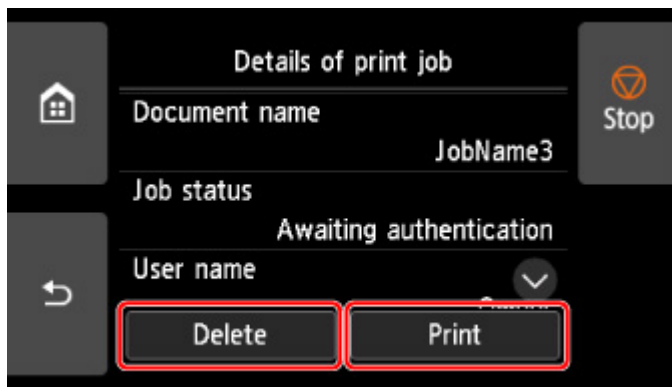 Details of print job
Stop
Document name
JobName3
Job status
Awaiting authentication
User name
Delete
Print